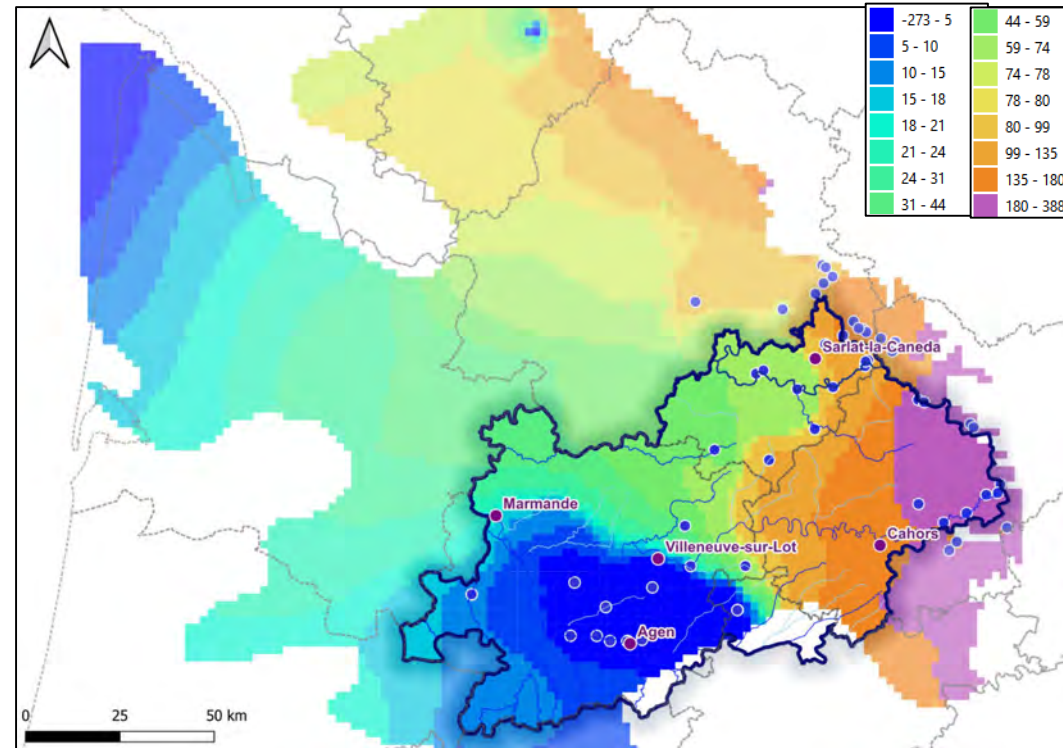 -273 - 5
5 - 10
10 - 15
15 - 18
18 - 21
21 - 24
24 - 31
31 - 44
44 - 59
59 - 74
74 - 78
78 - 80
80 - 99
99 - 135
135 - 180
180 - 388
Sarlat-la-Caneda
Marmande
Villeneuve-sur-Lot
Cahors
Agen
0 25 50 km